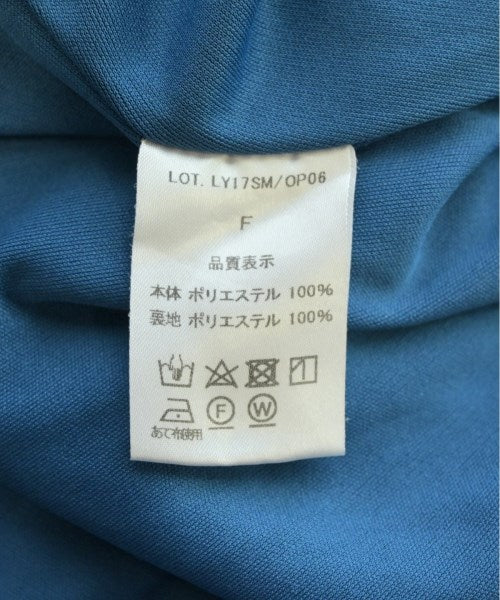 LOT. LY17SM/OP06
F
品質表示
本体 ポリエステル 100%
裏地 ポリエステル 100%
F W
あて布使用